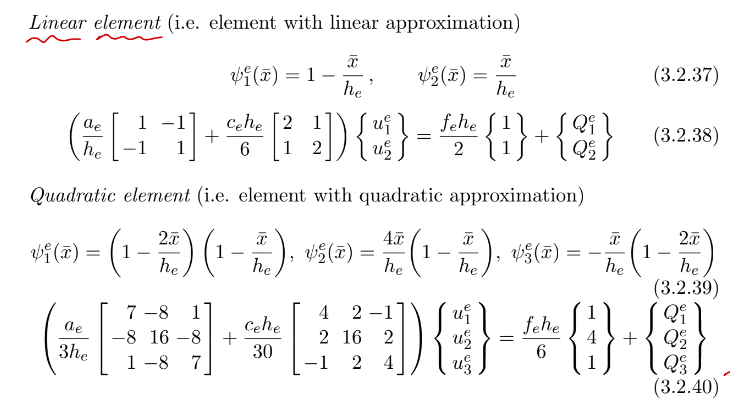 Linear element (i.e. element with linear approximation)
ψ₁ᵉ(x̄) = 1 − x̄/hₑ , ψ₂ᵉ(x̄) = x̄/hₑ (3.2.37)
( aₑ/hₑ [ 1 −1 ; −1 1 ] + cₑhₑ/6 [ 2 1 ; 1 2 ] ) { u₁ᵉ ; u₂ᵉ } = fₑhₑ/2 { 1 ; 1 } + { Q₁ᵉ ; Q₂ᵉ } (3.2.38)
Quadratic element (i.e. element with quadratic approximation)
ψ₁ᵉ(x̄) = (1 − 2x̄/hₑ)(1 − x̄/hₑ), ψ₂ᵉ(x̄) = 4x̄/hₑ (1 − x̄/hₑ), ψ₃ᵉ(x̄) = −x̄/hₑ (1 − 2x̄/hₑ)
(3.2.39)
( aₑ/3hₑ [ 7 −8 1 ; −8 16 −8 ; 1 −8 7 ] + cₑhₑ/30 [ 4 2 −1 ; 2 16 2 ; −1 2 4 ] ) { u₁ᵉ ; u₂ᵉ ; u₃ᵉ } = fₑhₑ/6 { 1 ; 4 ; 1 } + { Q₁ᵉ ; Q₂ᵉ ; Q₃ᵉ }
(3.2.40)